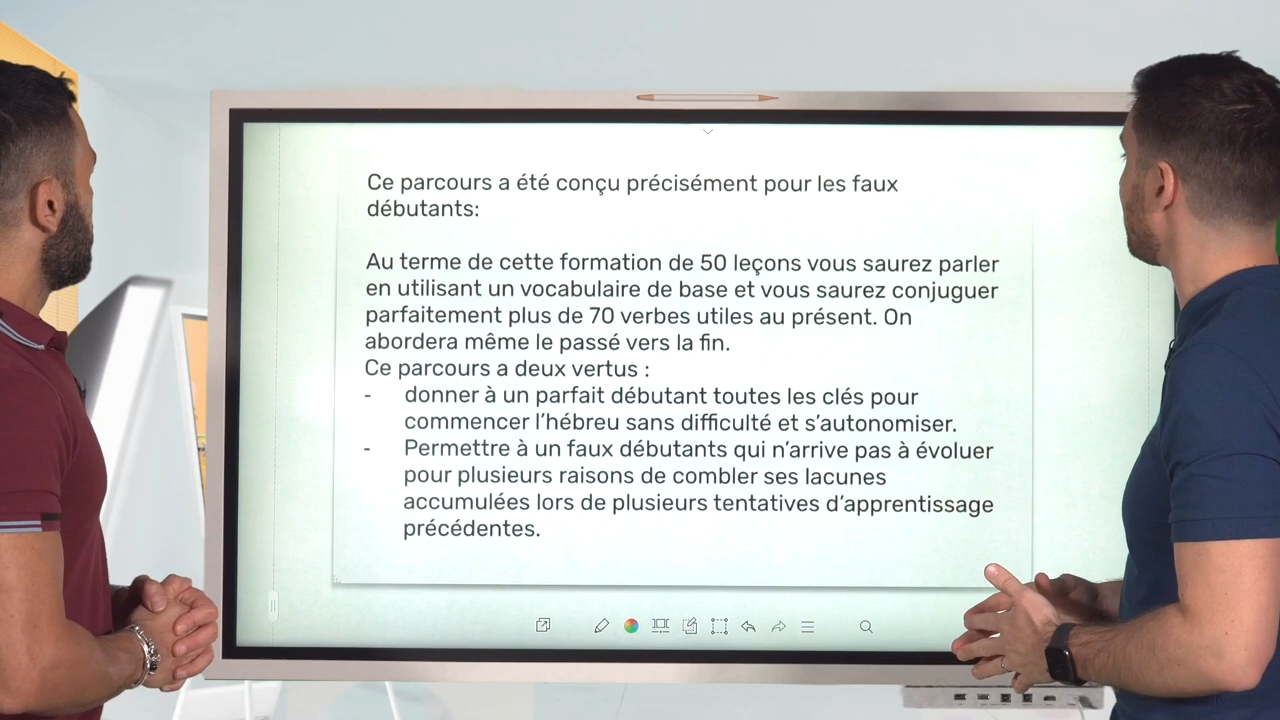 Ce parcours a été conçu précisément pour les faux
débutants:
Au terme de cette formation de 50 leçons vous saurez parler
en utilisant un vocabulaire de base et vous saurez conjuguer
parfaitement plus de 70 verbes utiles au présent. On
abordera même le passé vers la fin.
Ce parcours a deux vertus :
- donner à un parfait débutant toutes les clés pour
commencer l’hébreu sans difficulté et s’autonomiser.
- Permettre à un faux débutants qui n’arrive pas à évoluer
pour plusieurs raisons de combler ses lacunes
accumulées lors de plusieurs tentatives d’apprentissage
précédentes.